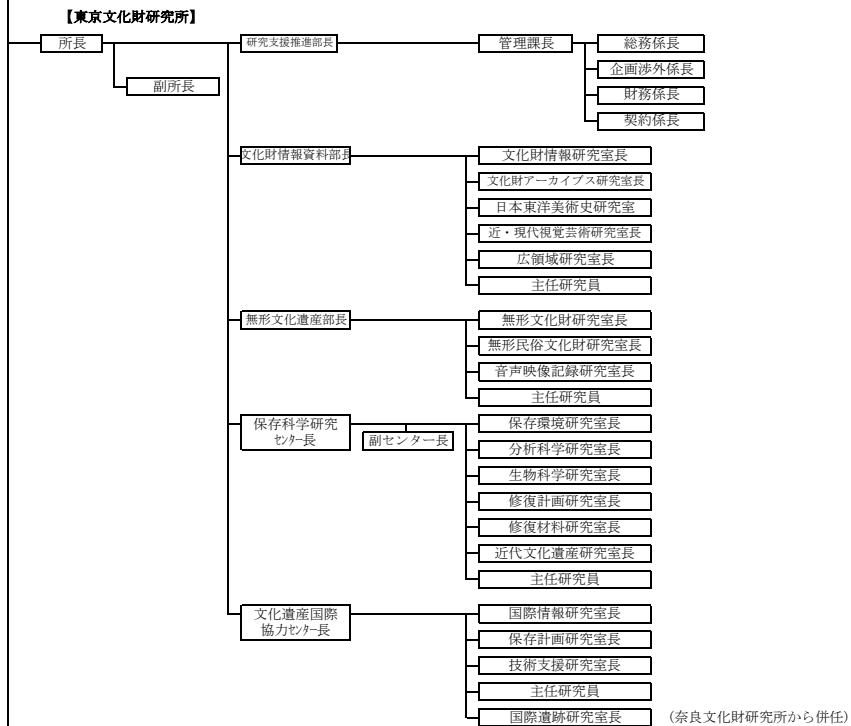 【東京文化財研究所】
所長
副所長
研究支援推進部長
管理課長
総務係長
企画渉外係長
財務係長
契約係長
文化財情報資料部長
文化財情報研究室長
文化財アーカイブス研究室長
日本東洋美術史研究室
近・現代視覚芸術研究室長
広領域研究室長
主任研究員
無形文化遺産部長
無形文化財研究室長
無形民俗文化財研究室長
音声映像記録研究室長
主任研究員
保存科学研究
ｾﾝﾀｰ長
副センター長
保存環境研究室長
分析科学研究室長
生物科学研究室長
修復計画研究室長
修復材料研究室長
近代文化遺産研究室長
主任研究員
文化遺産国際
協力ｾﾝﾀｰ長
国際情報研究室長
保存計画研究室長
技術支援研究室長
主任研究員
国際遺跡研究室長
(奈良文化財研究所から併任)